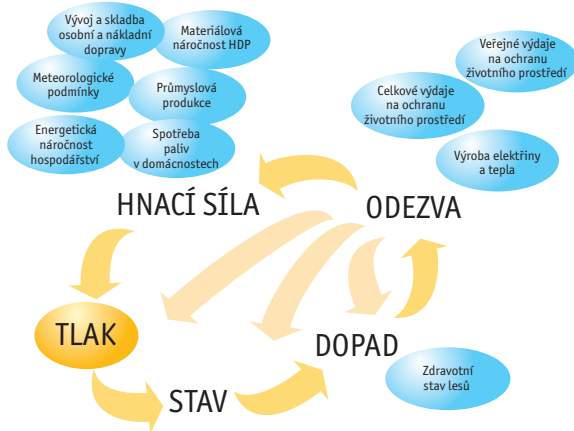 Vývoj a skladba
osobní a nákladní
dopravy
Materiálová
náročnost HDP
Meteorologické
podmínky
Průmyslová
produkce
Energetická
náročnost
hospodářství
Spotřeba
paliv
v domácnostech
Veřejné výdaje
na ochranu
životního prostředí
Celkové výdaje
na ochranu
životního prostředí
Výroba elektřiny
a tepla
HNACÍ SÍLA
ODEZVA
TLAK
DOPAD
STAV
Zdravotní
stav lesů